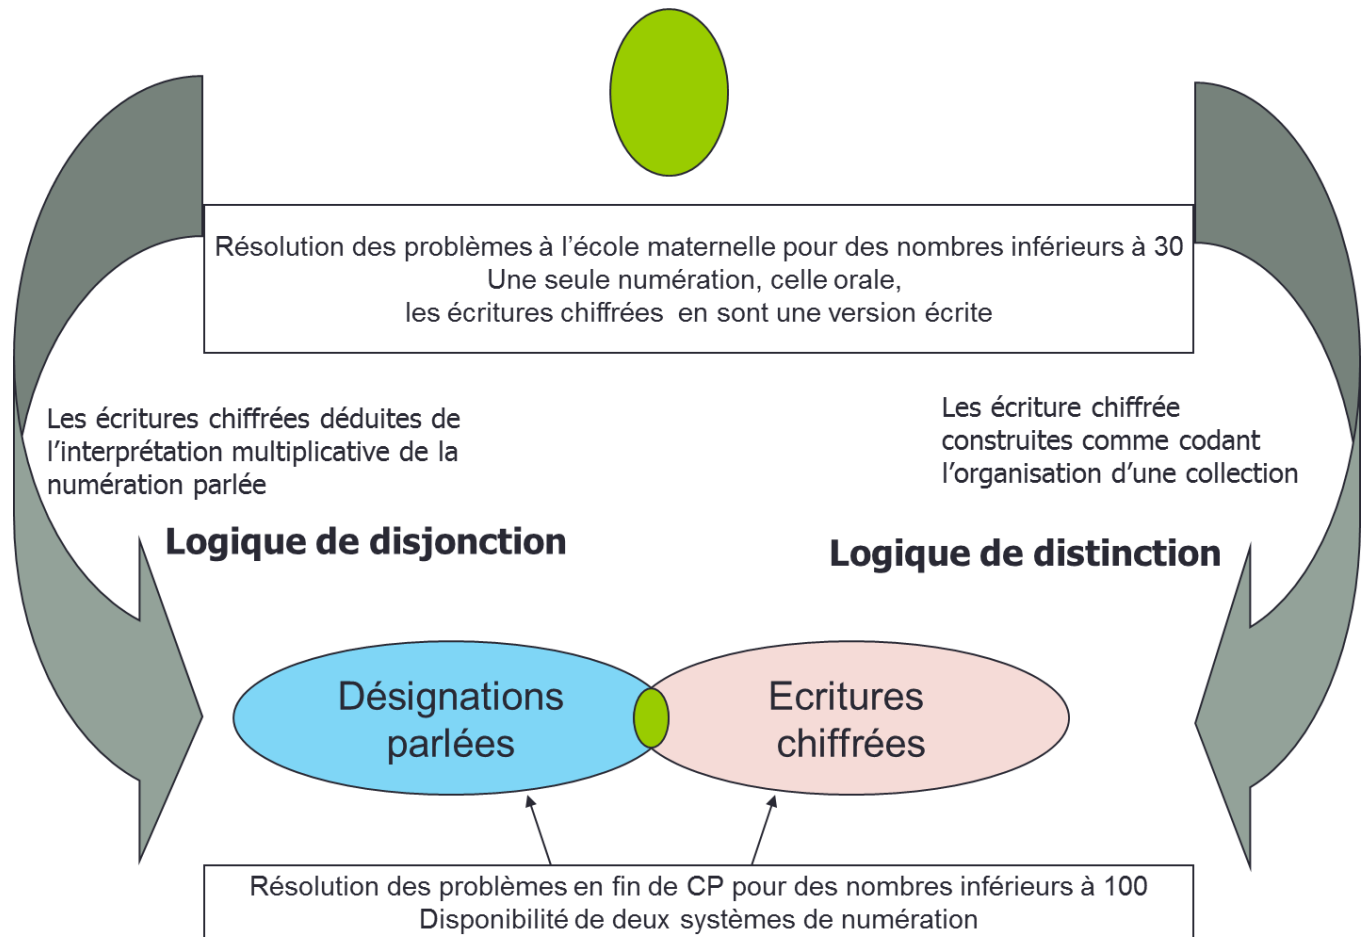 Résolution des problèmes à l'école maternelle pour des nombres inférieurs à 30
Une seule numération, celle orale,
les écritures chiffrées en sont une version écrite
Les écritures chiffrées déduites de
l'interprétation multiplicative de la
numération parlée
Les écriture chiffrée
construites comme codant
l'organisation d'une collection
Logique de disjonction
Logique de distinction
Désignations
parlées
Ecritures
chiffrées
Résolution des problèmes en fin de CP pour des nombres inférieurs à 100
Disponibilité de deux systèmes de numération